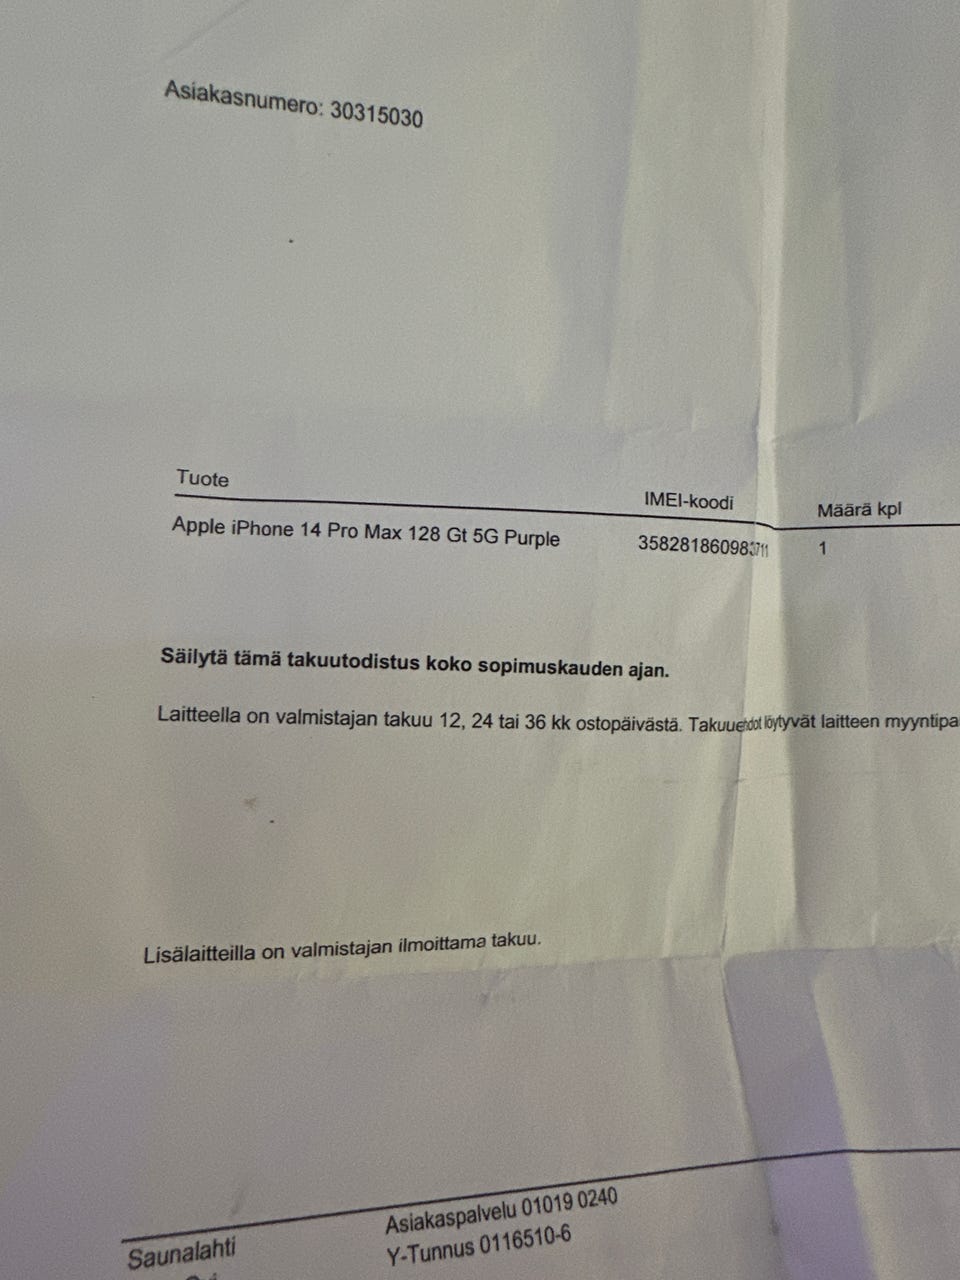 Asiakasnumero: 30315030
Tuote IMEI-koodi Määrä kpl
Apple iPhone 14 Pro Max 128 Gt 5G Purple 358281860983711 1
Säilytä tämä takuutodistus koko sopimuskauden ajan.
Laitteella on valmistajan takuu 12, 24 tai 36 kk ostopäivästä. Takuuehdot löytyvät laitteen myyntipa
Lisälaitteilla on valmistajan ilmoittama takuu.
Saunalahti Asiakaspalvelu 01019 0240
Y-Tunnus 0116510-6